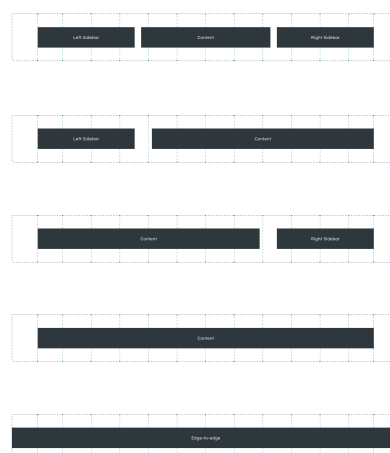 Left Sidebar
Content
Right Sidebar
Left Sidebar
Content
Content
Right Sidebar
Content
Edge-to-edge